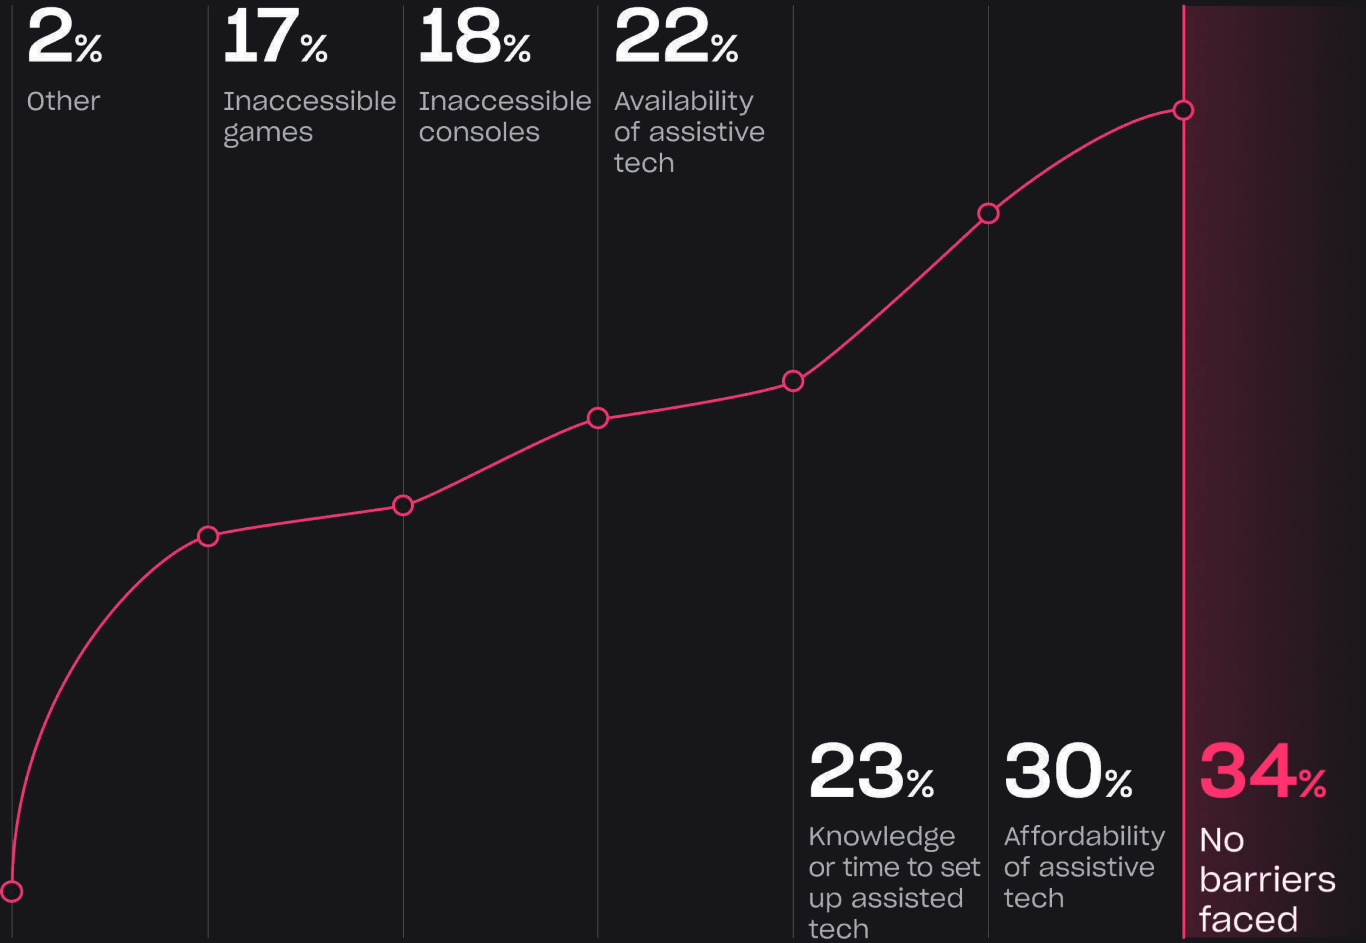 2%
Other
17%
Inaccessible
games
18%
Inaccessible
consoles
22%
Availability
of assistive
tech
23%
Knowledge
or time to set
up assisted
tech
30%
Affordability
of assistive
tech
34%
No
barriers
faced